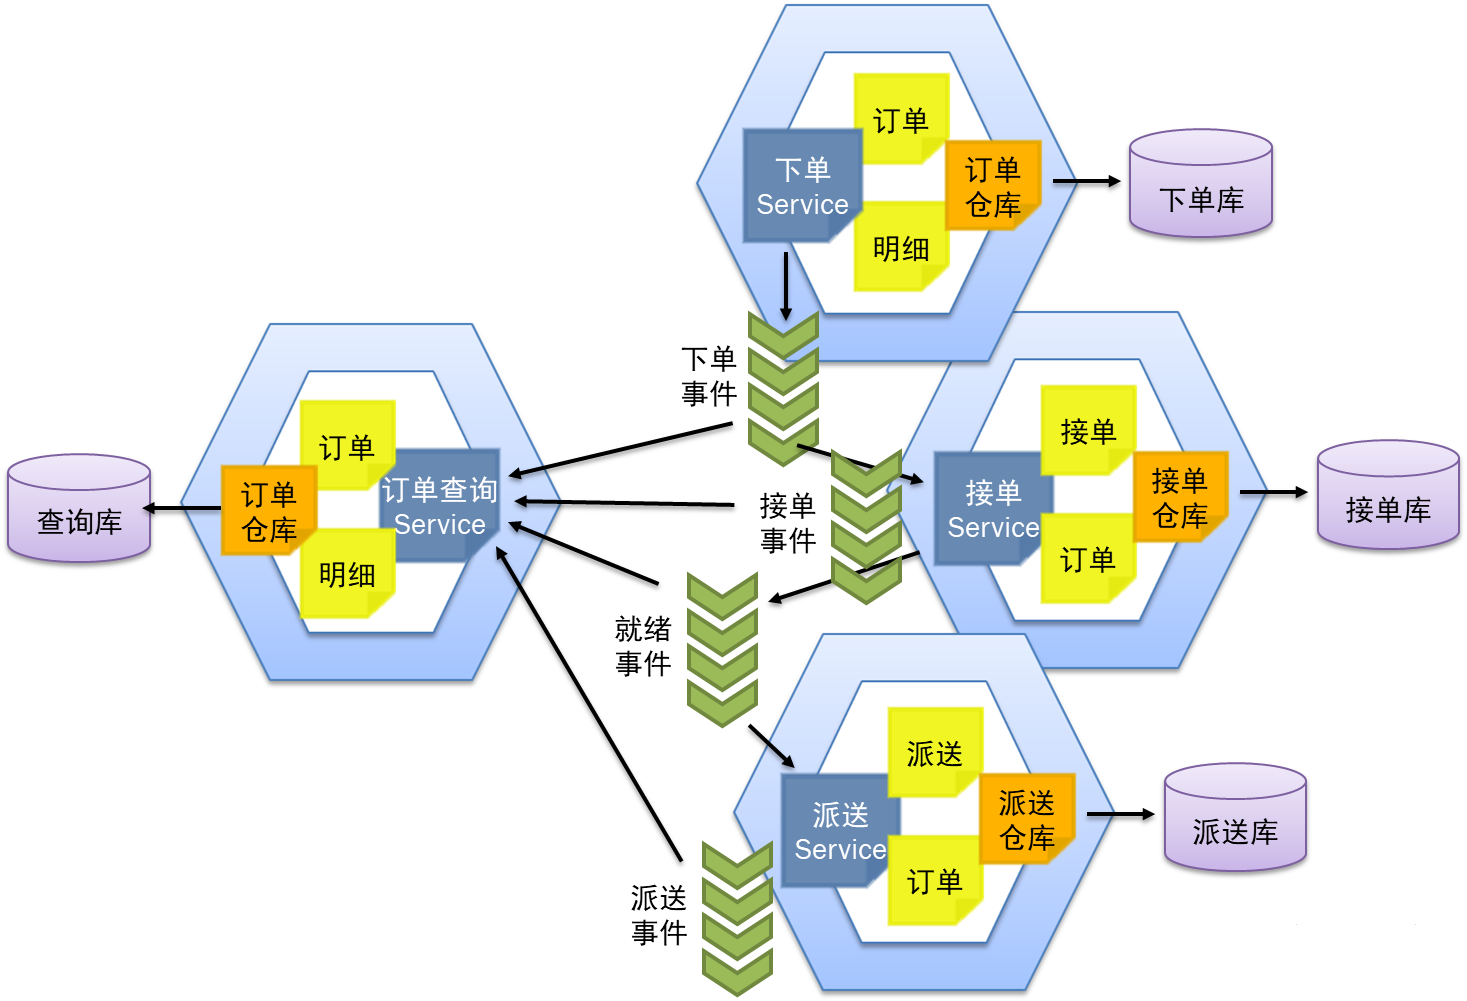 订单
下单
Service
订单
仓库
明细
下单库
下单
事件
订单
订单查询
Service
订单
仓库
明细
查询库
接单
事件
接单
接单
Service
接单
仓库
订单
接单库
就绪
事件
派送
派送
Service
派送
仓库
订单
派送库
派送
事件